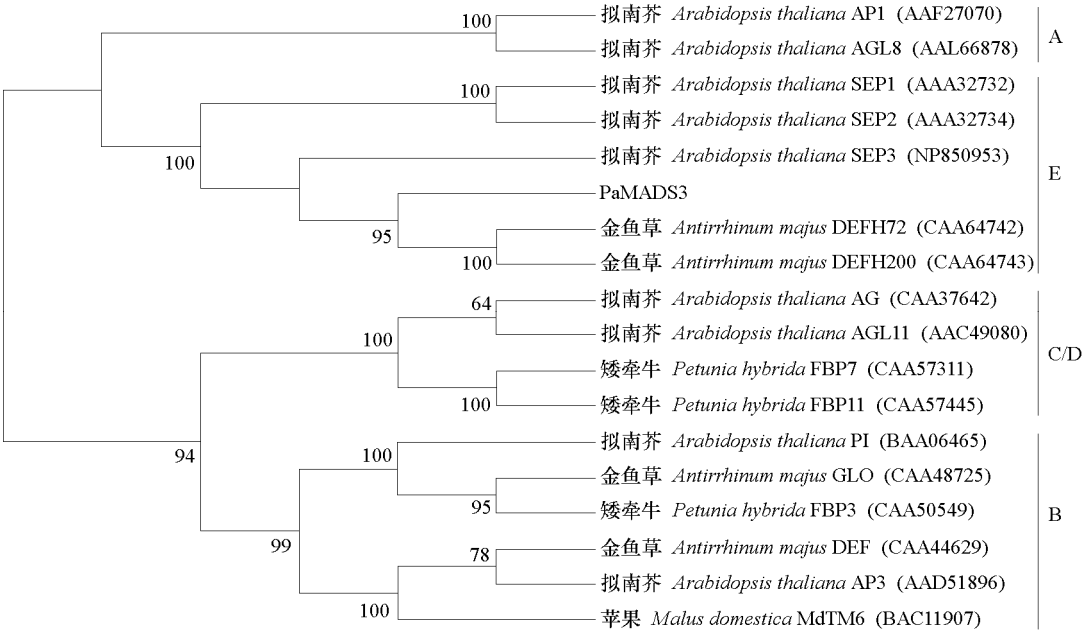 100
拟南芥 Arabidopsis thaliana AP1 (AAF27070)
拟南芥 Arabidopsis thaliana AGL8 (AAL66878)
A
100
拟南芥 Arabidopsis thaliana SEP1 (AAA32732)
拟南芥 Arabidopsis thaliana SEP2 (AAA32734)
100
拟南芥 Arabidopsis thaliana SEP3 (NP850953)
E
PaMADS3
95
金鱼草 Antirrhinum majus DEFH72 (CAA64742)
100
金鱼草 Antirrhinum majus DEFH200 (CAA64743)
64
拟南芥 Arabidopsis thaliana AG (CAA37642)
100
拟南芥 Arabidopsis thaliana AGL11 (AAC49080)
C/D
矮牵牛 Petunia hybrida FBP7 (CAA57311)
100
矮牵牛 Petunia hybrida FBP11 (CAA57445)
94
100
拟南芥 Arabidopsis thaliana PI (BAA06465)
金鱼草 Antirrhinum majus GLO (CAA48725)
95
矮牵牛 Petunia hybrida FBP3 (CAA50549)
B
99
78
金鱼草 Antirrhinum majus DEF (CAA44629)
拟南芥 Arabidopsis thaliana AP3 (AAD51896)
100
苹果 Malus domestica MdTM6 (BAC11907)